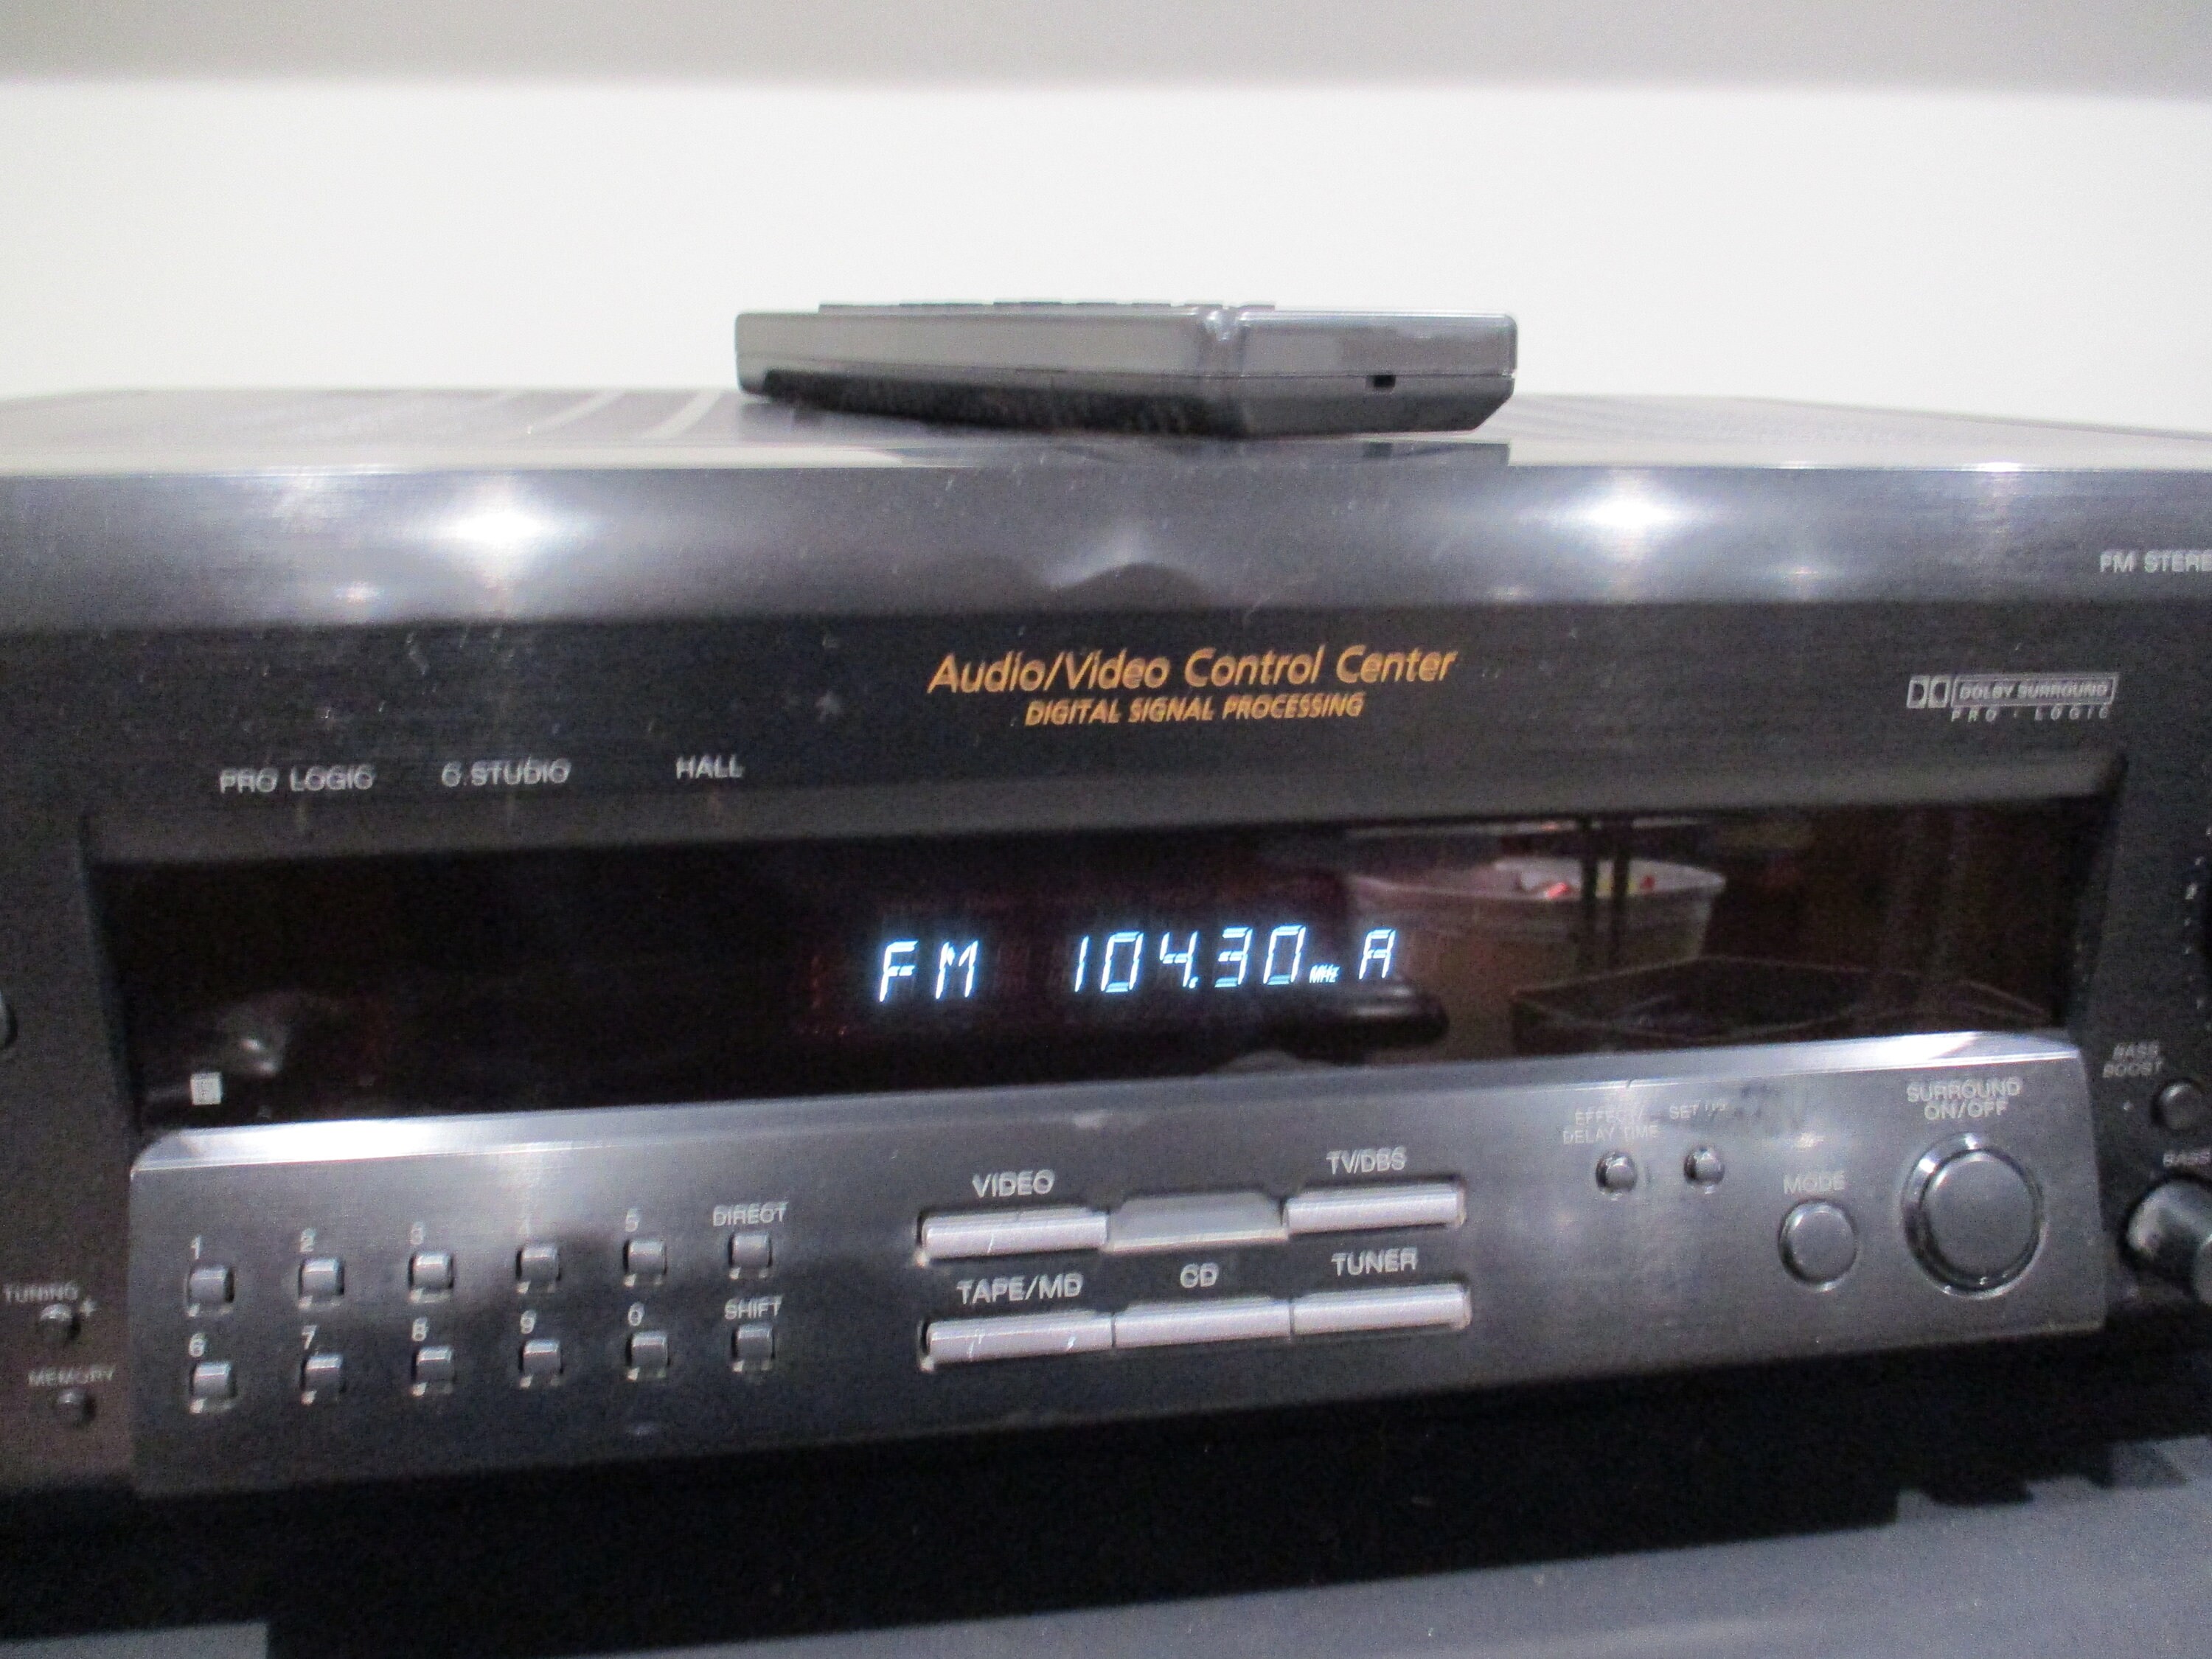 FM STERE
Audio/Video Control Center
DIGITAL SIGNAL PROCESSING
DOLBY SURROUND
PRO · LOGIC
PRO LOGIC C.STUDIO HALL
FM 104.30 MHz A
BASS
BOOST
EFFECT/
DELAY TIME
SET UP
SURROUND
ON/OFF
VIDEO TV/DBS
MODE
BASS
1 2 3 4 5 DIRECT
TAPE/MD CD TUNER
TUNING +
6 7 8 9 0 SHIFT
MEMORY